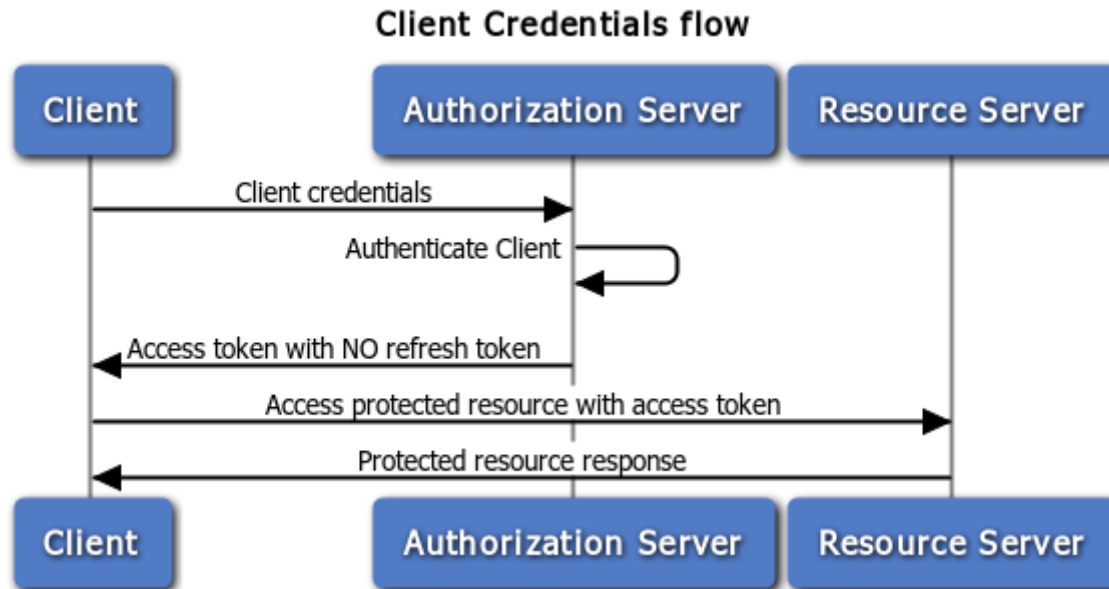 Client Credentials flow
Client
Authorization Server
Resource Server
Client credentials
Authenticate Client
Access token with NO refresh token
Access protected resource with access token
Protected resource response
Client
Authorization Server
Resource Server